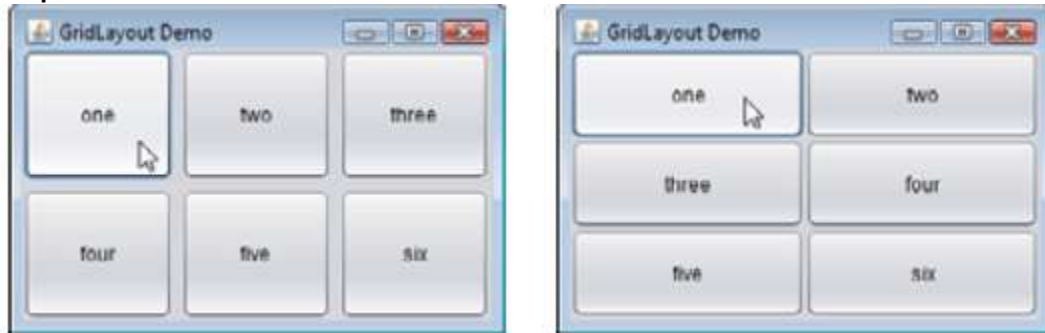 GridLayout Demo
one two three
four five six
GridLayout Demo
one two
three four
five six